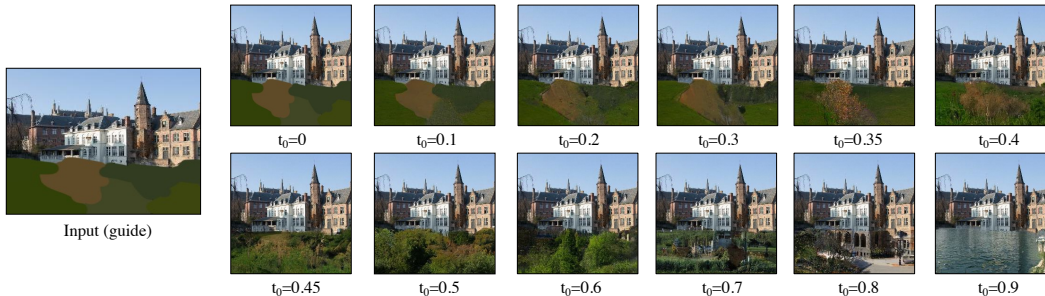 t₀=0 t₀=0.1 t₀=0.2 t₀=0.3 t₀=0.35 t₀=0.4
Input (guide)
t₀=0.45 t₀=0.5 t₀=0.6 t₀=0.7 t₀=0.8 t₀=0.9